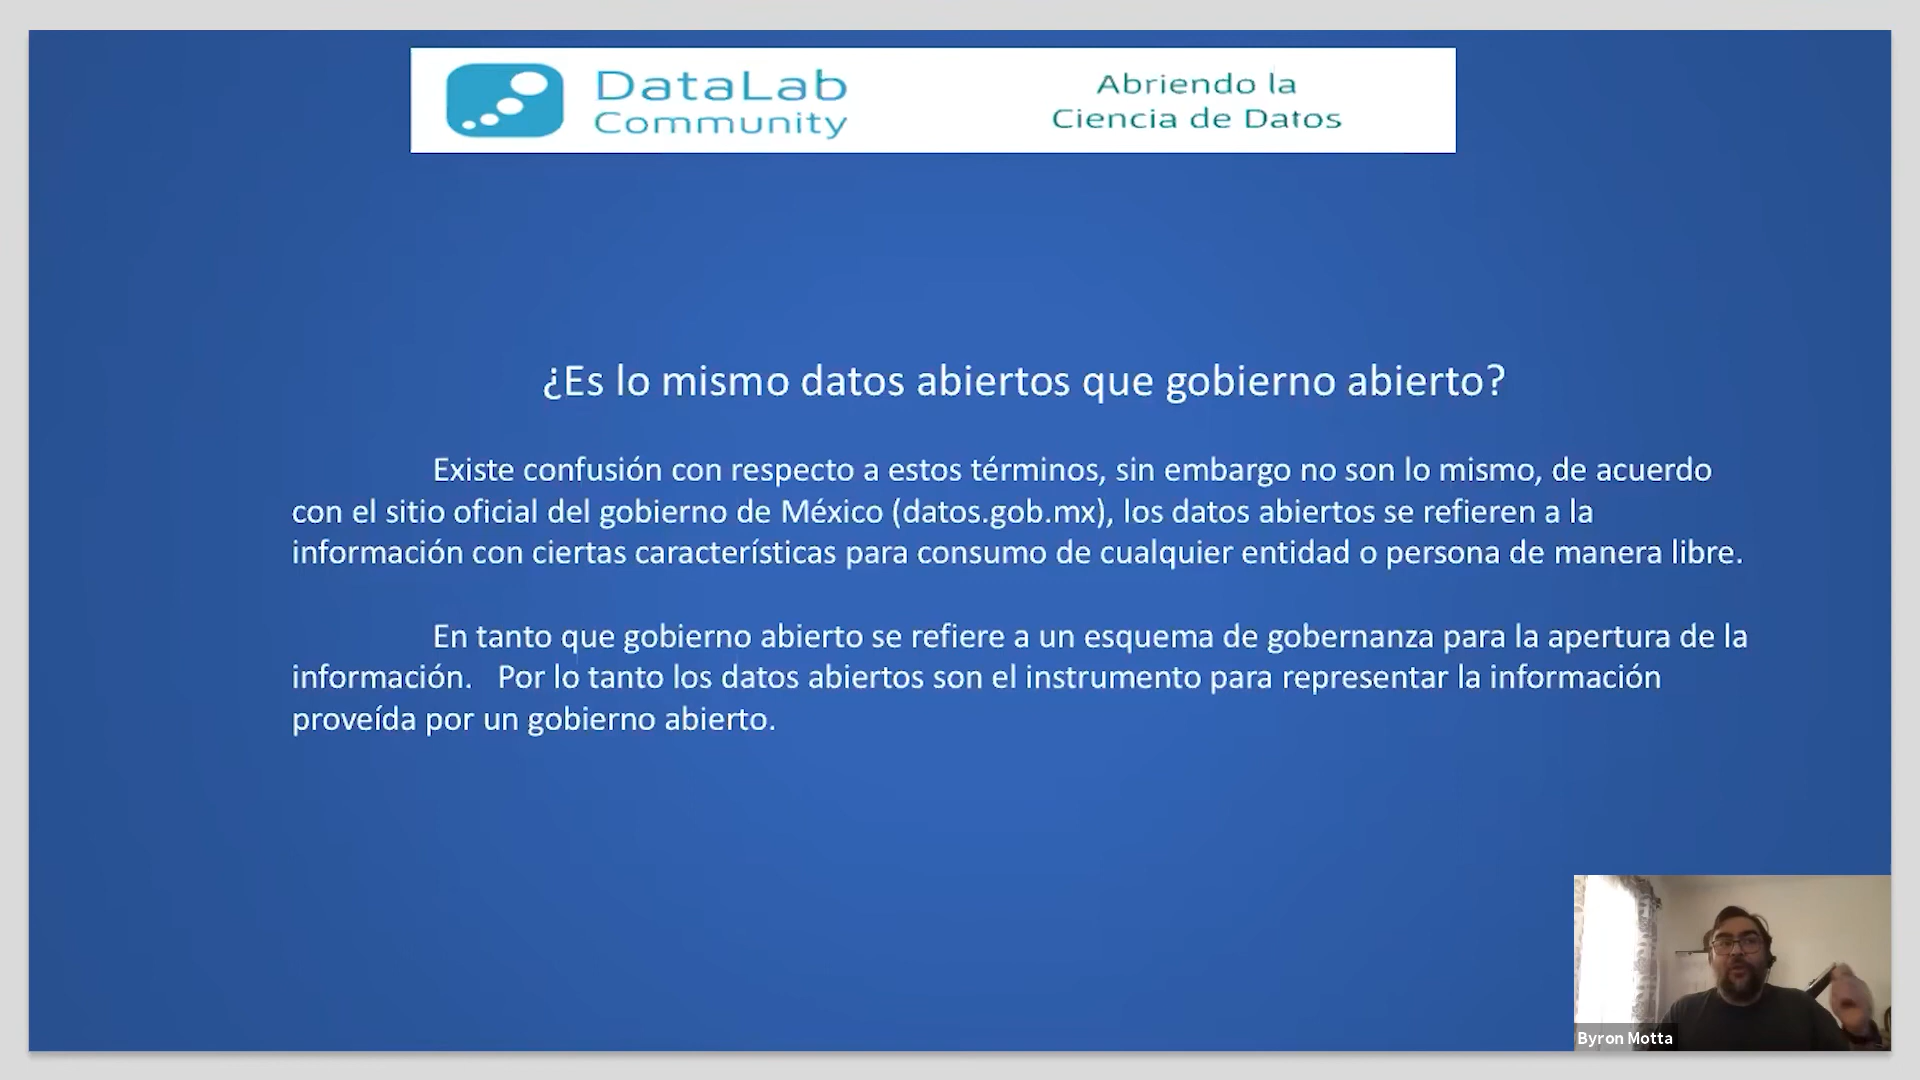 DataLab
Community
Abriendo la
Ciencia de Datos
¿Es lo mismo datos abiertos que gobierno abierto?
Existe confusión con respecto a estos términos, sin embargo no son lo mismo, de acuerdo
con el sitio oficial del gobierno de México (datos.gob.mx), los datos abiertos se refieren a la
información con ciertas características para consumo de cualquier entidad o persona de manera libre.
En tanto que gobierno abierto se refiere a un esquema de gobernanza para la apertura de la
información.   Por lo tanto los datos abiertos son el instrumento para representar la información
proveída por un gobierno abierto.
Byron Motta